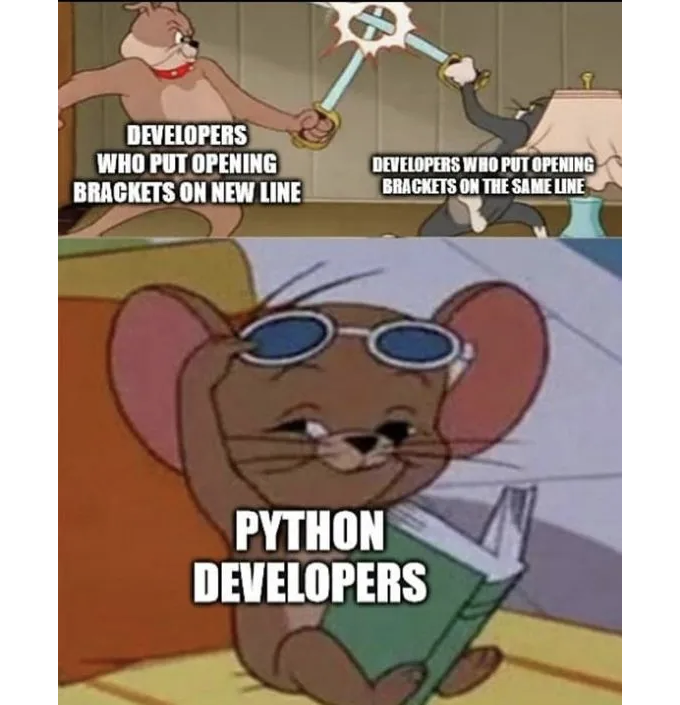 DEVELOPERS
WHO PUT OPENING
BRACKETS ON NEW LINE
DEVELOPERS WHO PUT OPENING
BRACKETS ON THE SAME LINE
PYTHON
DEVELOPERS